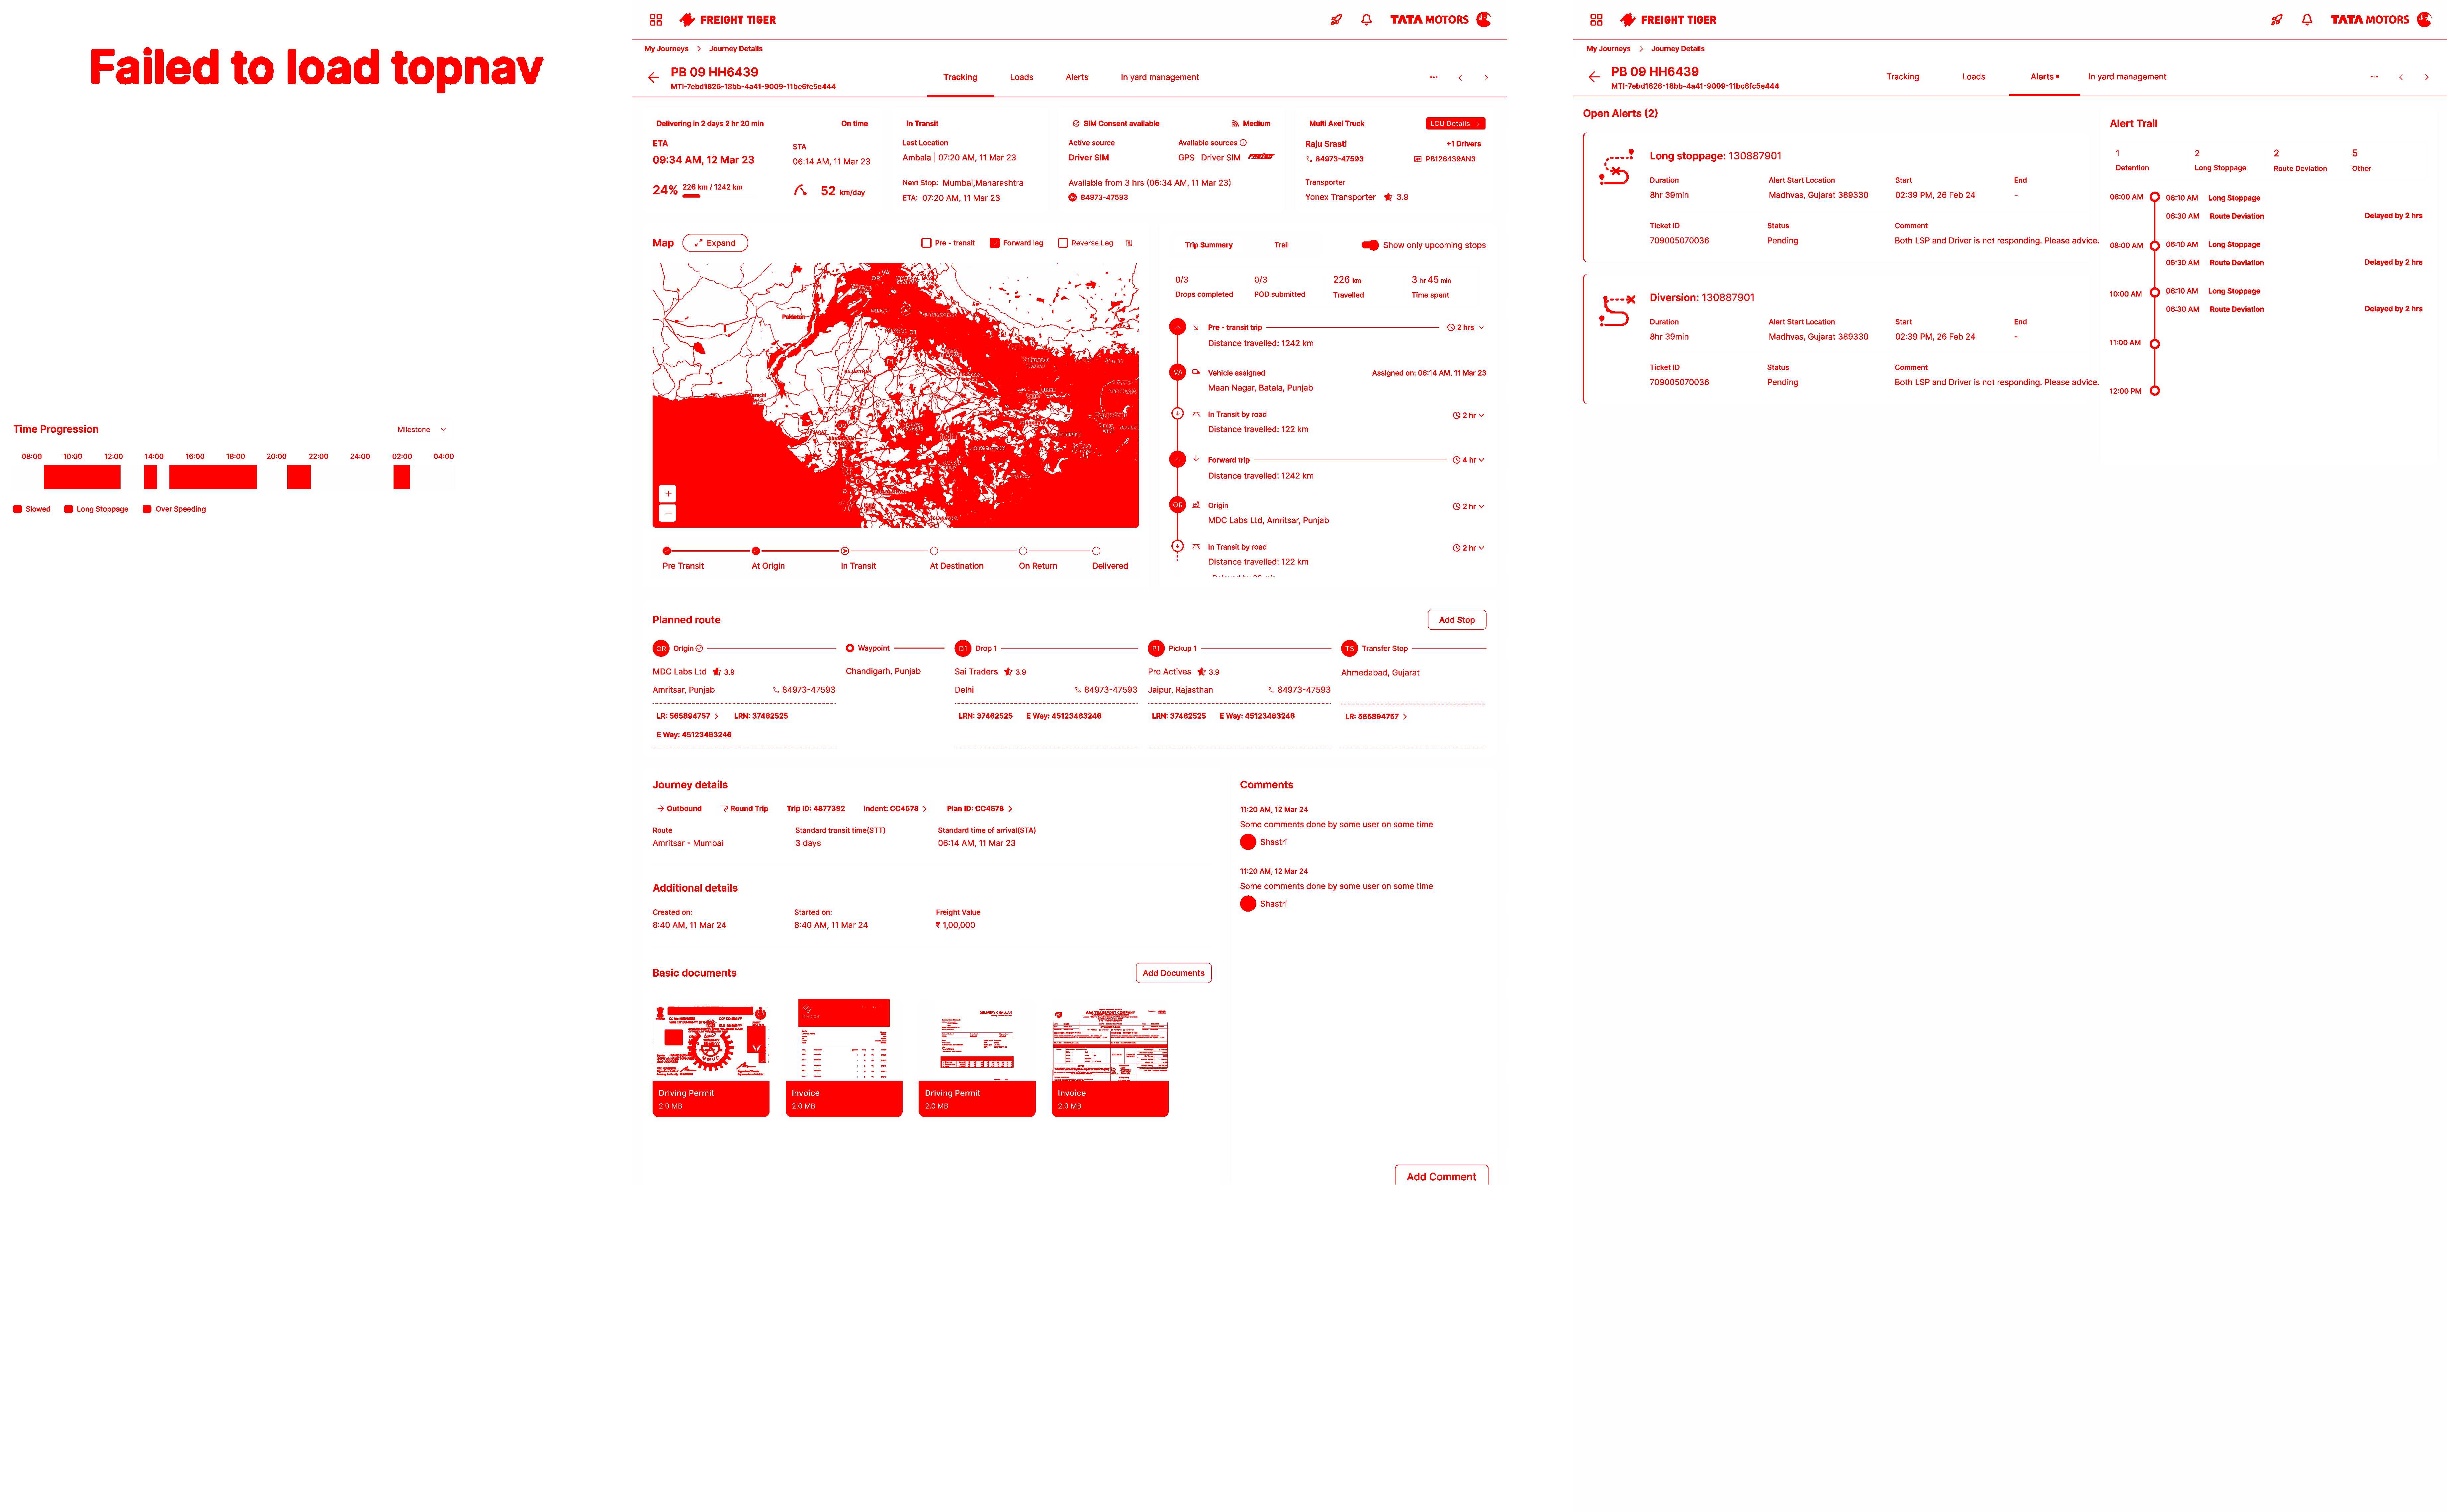 Failed to load topnav
Time Progression
Milestone
08:00 10:00 12:00 14:00 16:00 18:00 20:00 22:00 24:00 02:00 04:00
Slowed Long Stoppage Over Speeding
FREIGHT TIGER
TATA MOTORS
My Journeys > Journey Details
PB 09 HH6439
MTI-7ebd1826-18bb-4a41-9009-11bc6fc5e444
Tracking Loads Alerts In yard management
Delivering in 2 days 2 hr 20 min On time
ETA
09:34 AM, 12 Mar 23
STA
06:14 AM, 11 Mar 23
24% 226 km / 1242 km
52 km/day
In Transit
Last Location
Ambala | 07:20 AM, 11 Mar 23
Next Stop: Mumbai,Maharashtra
ETA: 07:20 AM, 11 Mar 23
SIM Consent available Medium
Active source
Driver SIM
Available sources
GPS Driver SIM
Available from 3 hrs (06:34 AM, 11 Mar 23)
84973-47593
Multi Axel Truck LCU Details >
Raju Srasti +1 Drivers
84973-47593 PB126439AN3
Transporter
Yonex Transporter 3.9
Map Expand
Pre - transit Forward leg Reverse Leg
Pakistan
VA
OR
D1
P1
RAJASTHAN
GUJARAT
+
−
Pre Transit At Origin In Transit At Destination On Return Delivered
Trip Summary Trail Show only upcoming stops
0/3 0/3 226 km 3 hr 45 min
Drops completed POD submitted Travelled Time spent
Pre - transit trip 2 hrs
Distance travelled: 1242 km
VA Vehicle assigned Assigned on: 06:14 AM, 11 Mar 23
Maan Nagar, Batala, Punjab
In Transit by road 2 hr
Distance travelled: 122 km
Forward trip 4 hr
Distance travelled: 1242 km
OR Origin 2 hr
MDC Labs Ltd, Amritsar, Punjab
In Transit by road 2 hr
Distance travelled: 122 km
Planned route Add Stop
OR Origin Waypoint D1 Drop 1 P1 Pickup 1 TS Transfer Stop
MDC Labs Ltd 3.9 Chandigarh, Punjab Sai Traders 3.9 Pro Actives 3.9 Ahmedabad, Gujarat
Amritsar, Punjab 84973-47593 Delhi 84973-47593 Jaipur, Rajasthan 84973-47593
LR: 565894757 > LRN: 37462525 LRN: 37462525 E Way: 45123463246 LRN: 37462525 E Way: 45123463246 LR: 565894757 >
E Way: 45123463246
Journey details
Outbound Round Trip Trip ID: 4877392 Indent: CC4578 > Plan ID: CC4578 >
Route Standard transit time(STT) Standard time of arrival(STA)
Amritsar - Mumbai 3 days 06:14 AM, 11 Mar 23
Additional details
Created on: Started on: Freight Value
8:40 AM, 11 Mar 24 8:40 AM, 11 Mar 24 ₹ 1,00,000
Basic documents Add Documents
DELIVERY CHALLAN
AAA TRANSPORT COMPANY
Driving Permit Invoice Driving Permit Invoice
2.0 MB 2.0 MB 2.0 MB 2.0 MB
Comments
11:20 AM, 12 Mar 24
Some comments done by some user on some time
Shastri
11:20 AM, 12 Mar 24
Some comments done by some user on some time
Shastri
Add Comment
FREIGHT TIGER
TATA MOTORS
My Journeys > Journey Details
PB 09 HH6439
MTI-7ebd1826-18bb-4a41-9009-11bc6fc5e444
Tracking Loads Alerts In yard management
Open Alerts (2)
Long stoppage: 130887901
Duration Alert Start Location Start End
8hr 39min Madhvas, Gujarat 389330 02:39 PM, 26 Feb 24 -
Ticket ID Status Comment
709005070036 Pending Both LSP and Driver is not responding. Please advice.
Diversion: 130887901
Duration Alert Start Location Start End
8hr 39min Madhvas, Gujarat 389330 02:39 PM, 26 Feb 24 -
Ticket ID Status Comment
709005070036 Pending Both LSP and Driver is not responding. Please advice.
Alert Trail
1 2 2 5
Detention Long Stoppage Route Deviation Other
06:00 AM 06:10 AM Long Stoppage
06:30 AM Route Deviation Delayed by 2 hrs
08:00 AM 06:10 AM Long Stoppage
06:30 AM Route Deviation Delayed by 2 hrs
10:00 AM 06:10 AM Long Stoppage
06:30 AM Route Deviation Delayed by 2 hrs
11:00 AM
12:00 PM